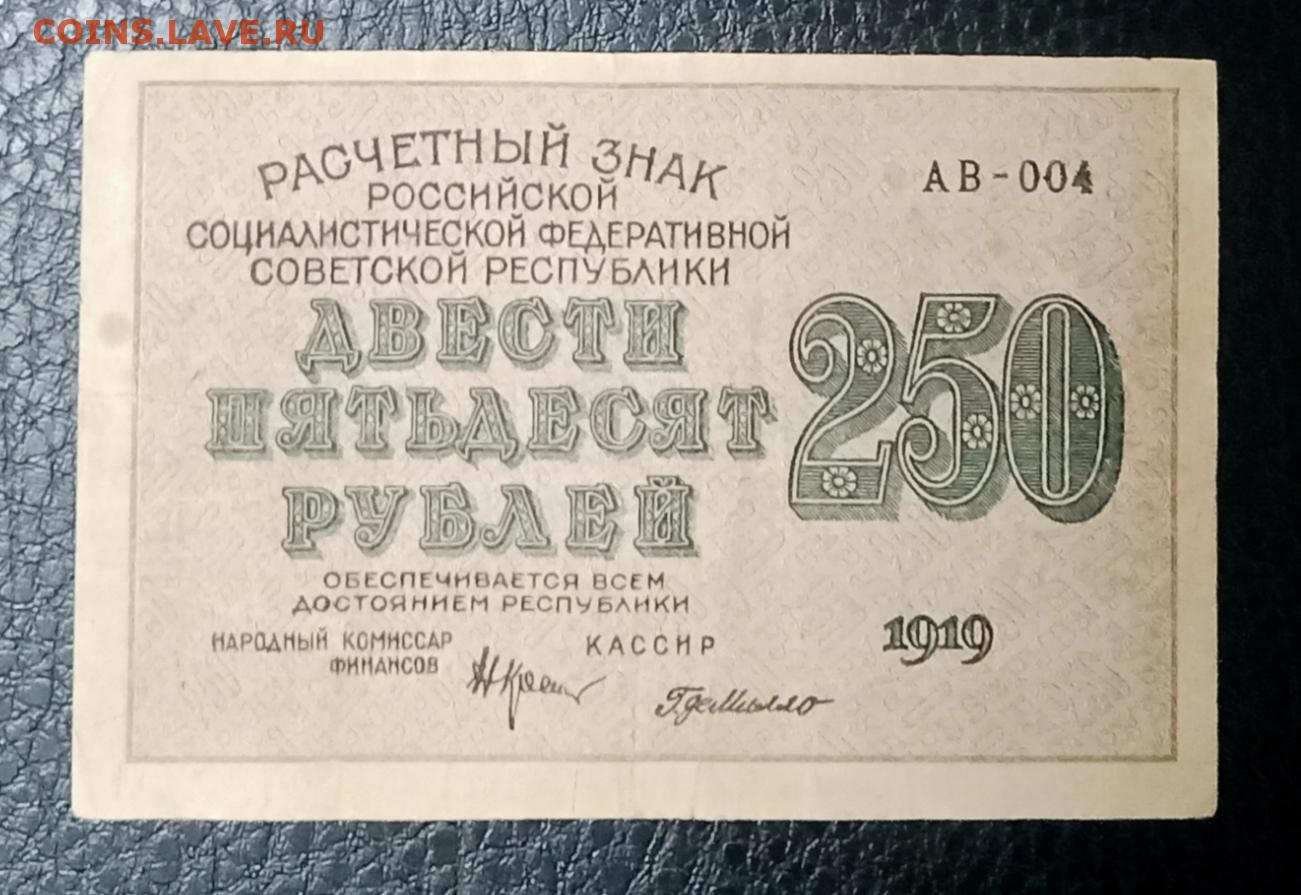 COINS.LAVE.RU
РАСЧЕТНЫЙ ЗНАК
РОССИЙСКОЙ
СОЦИАЛИСТИЧЕСКОЙ ФЕДЕРАТИВНОЙ
СОВЕТСКОЙ РЕСПУБЛИКИ
АВ-004
ДВЕСТИ
ПЯТЬДЕСЯТ
РУБЛЕЙ
250
ОБЕСПЕЧИВАЕТСЯ ВСЕМ
ДОСТОЯНИЕМ РЕСПУБЛИКИ
НАРОДНЫЙ КОМИССАР
ФИНАНСОВ
КАССИР
ГдеМилло
1919